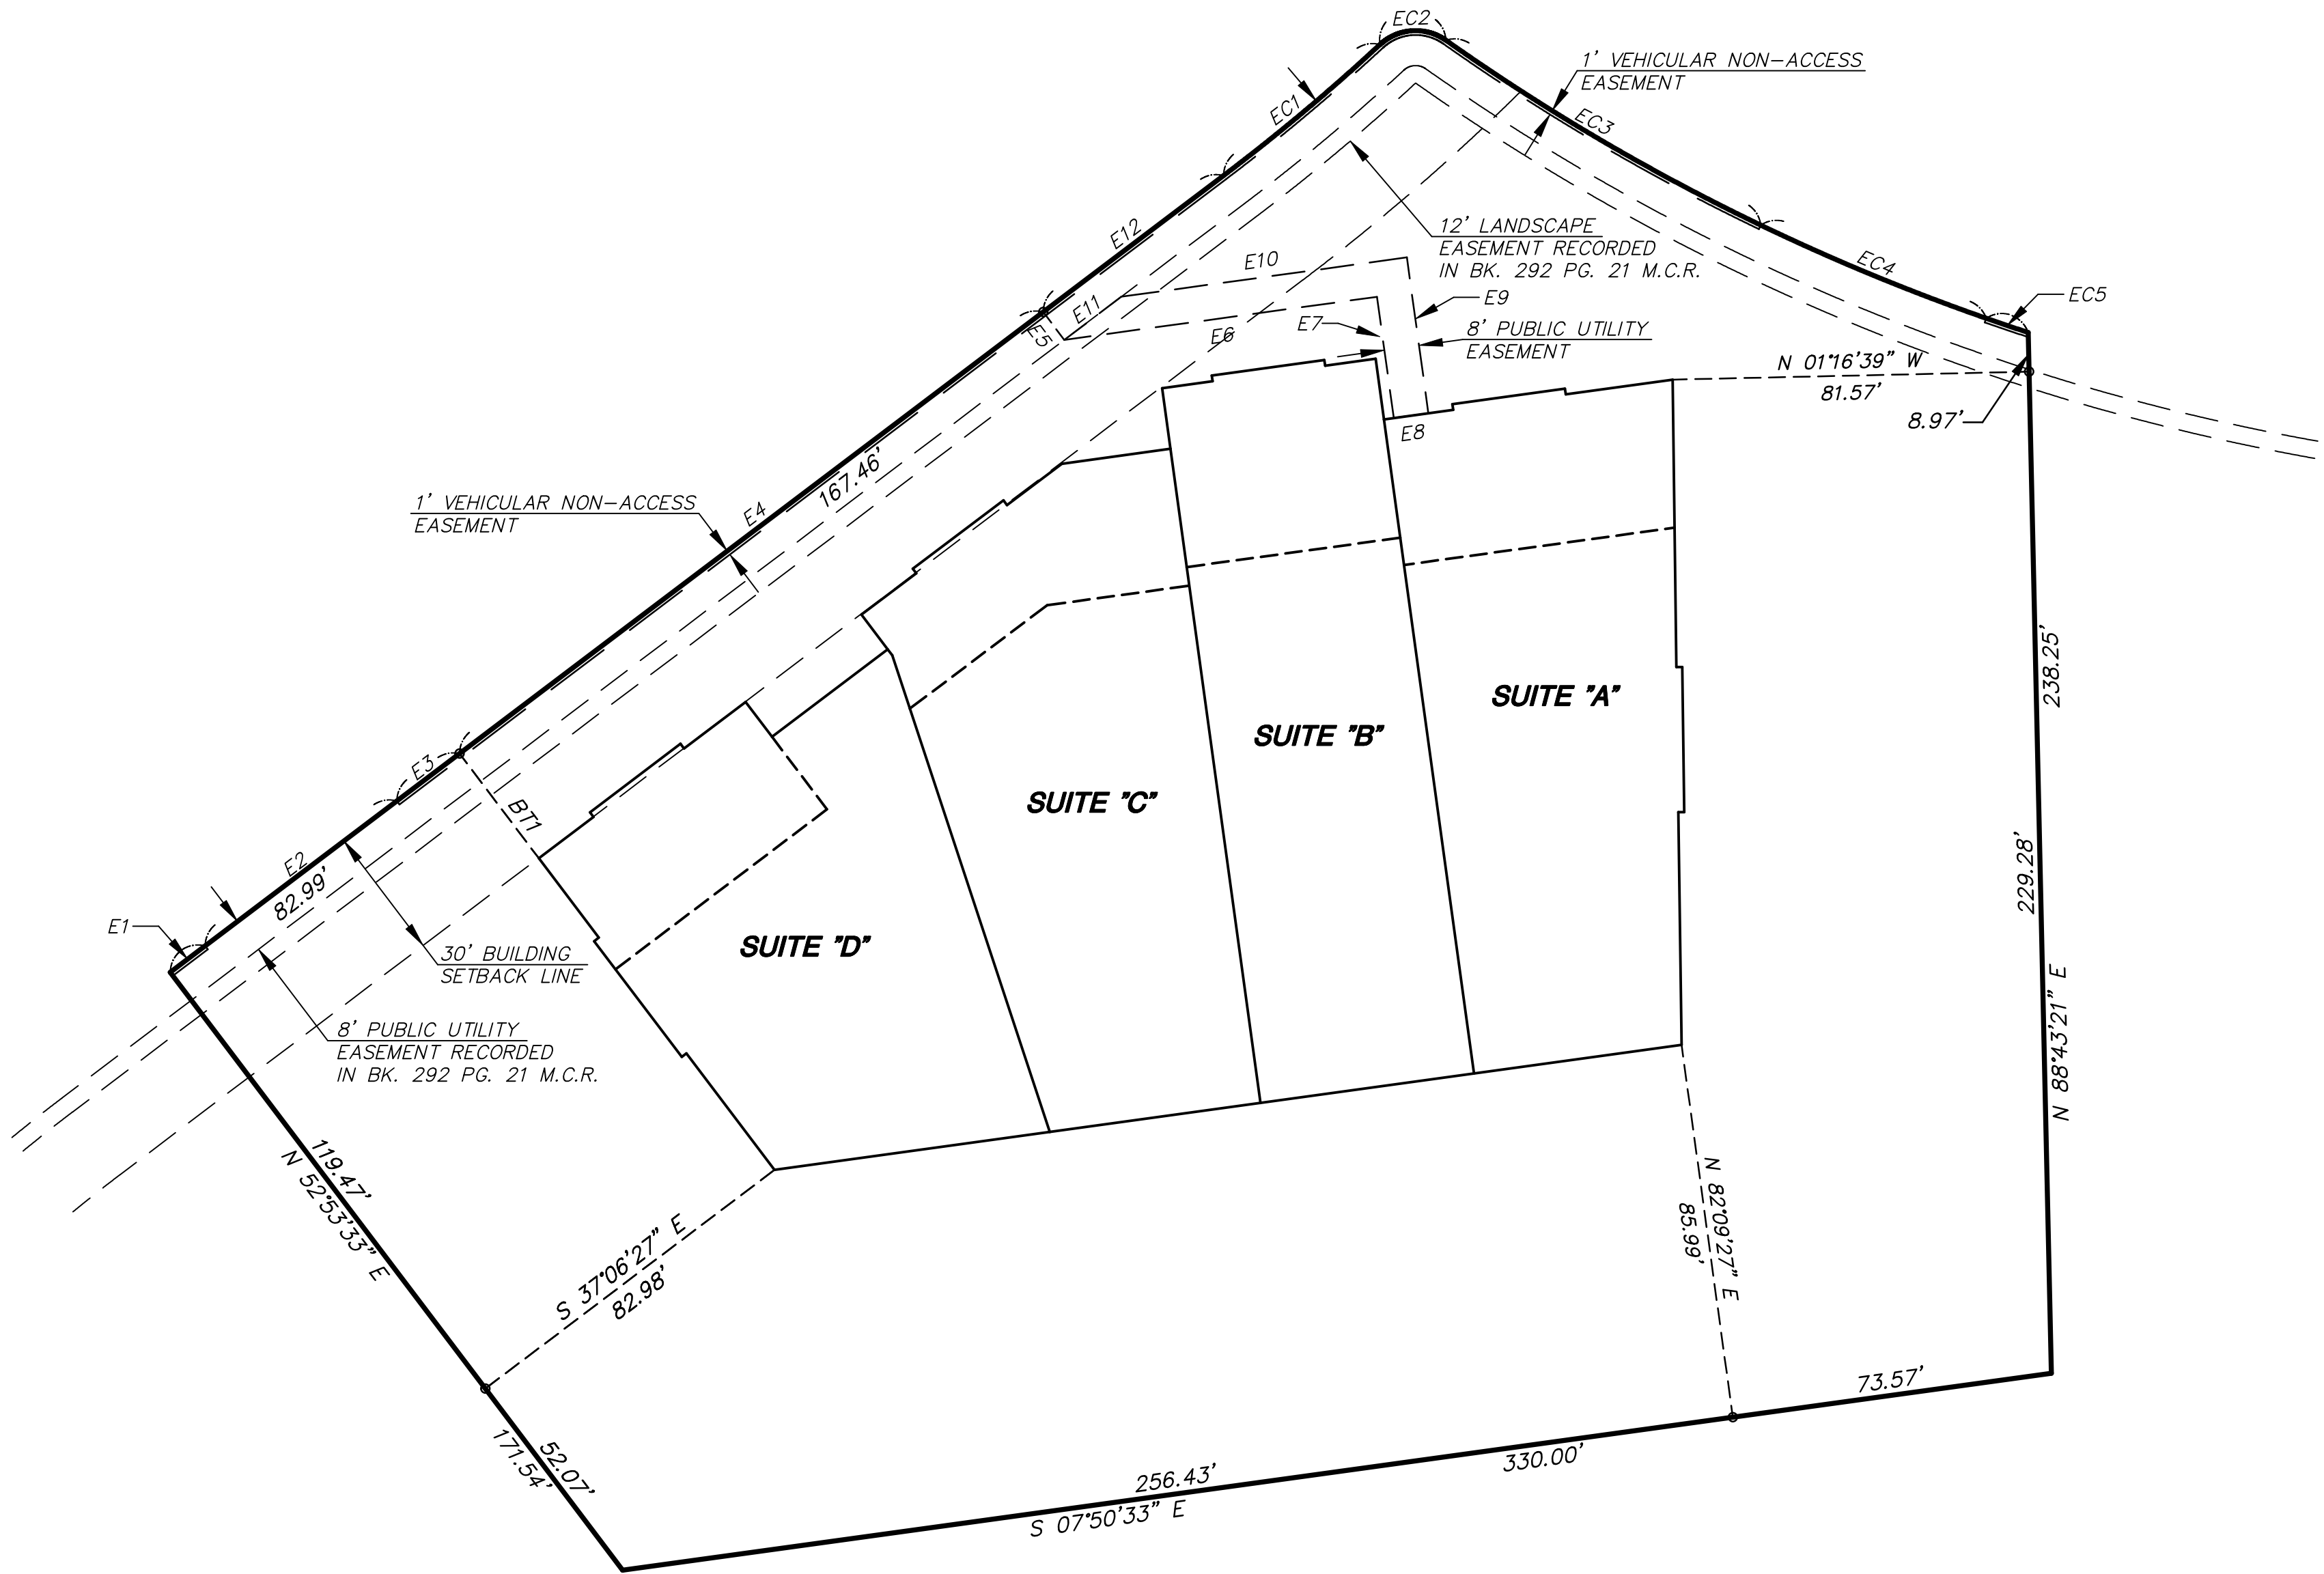 EC2
1' VEHICULAR NON-ACCESS
EASEMENT
EC1
EC3
12' LANDSCAPE
EASEMENT RECORDED
IN BK. 292 PG. 21 M.C.R.
E12
E10
EC4
EC5
E11
E9
E5
E7
8' PUBLIC UTILITY
EASEMENT
E6
N 01°16'39" W
81.57'
8.97'
E8
167.46'
1' VEHICULAR NON-ACCESS
EASEMENT
E4
238.25'
SUITE "A"
SUITE "B"
E3
SUITE "C"
BT1
E2
82.99'
229.28'
E1
SUITE "D"
30' BUILDING
SETBACK LINE
8' PUBLIC UTILITY
EASEMENT RECORDED
IN BK. 292 PG. 21 M.C.R.
N 88°43'21" E
119.47'
N 52°53'33" E
N 82°09'27" E
85.99'
S 37°06'27" E
82.98'
73.57'
52.07'
171.54'
256.43'
330.00'
S 07°50'33" E